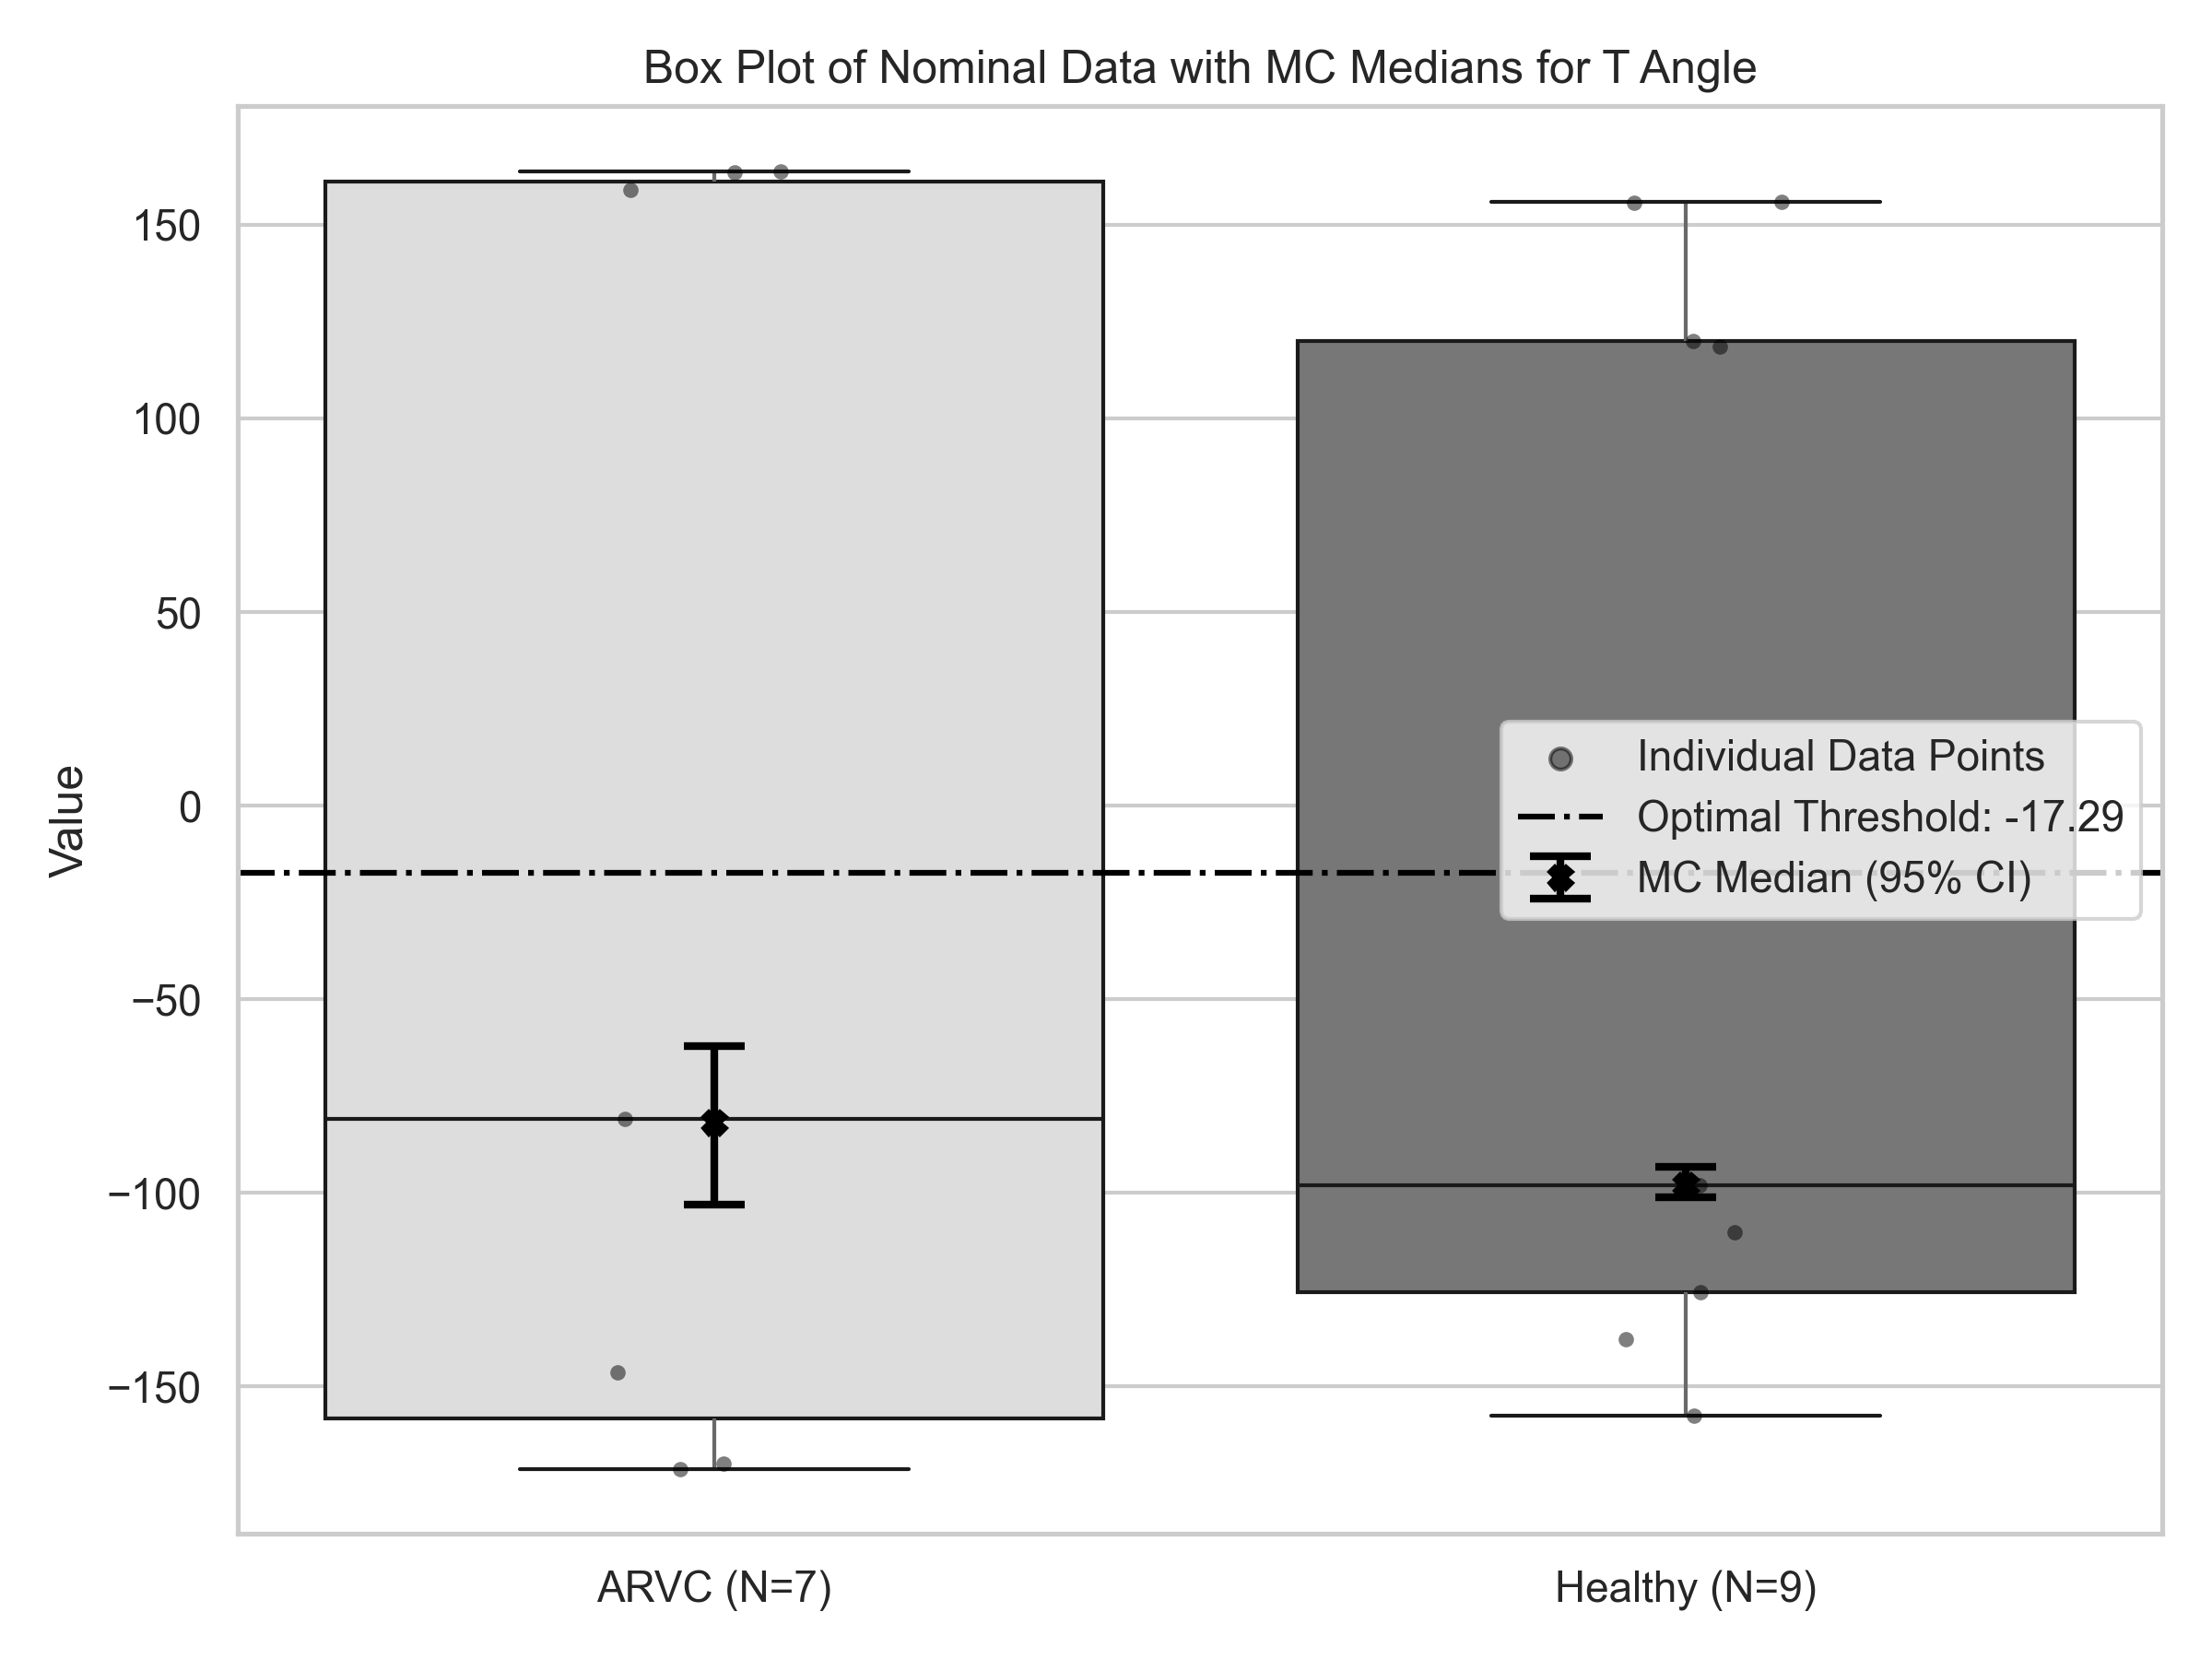 Box Plot of Nominal Data with MC Medians for T Angle
Value
150
100
50
0
−50
−100
−150
Individual Data Points
Optimal Threshold: -17.29
MC Median (95% CI)
ARVC (N=7)
Healthy (N=9)